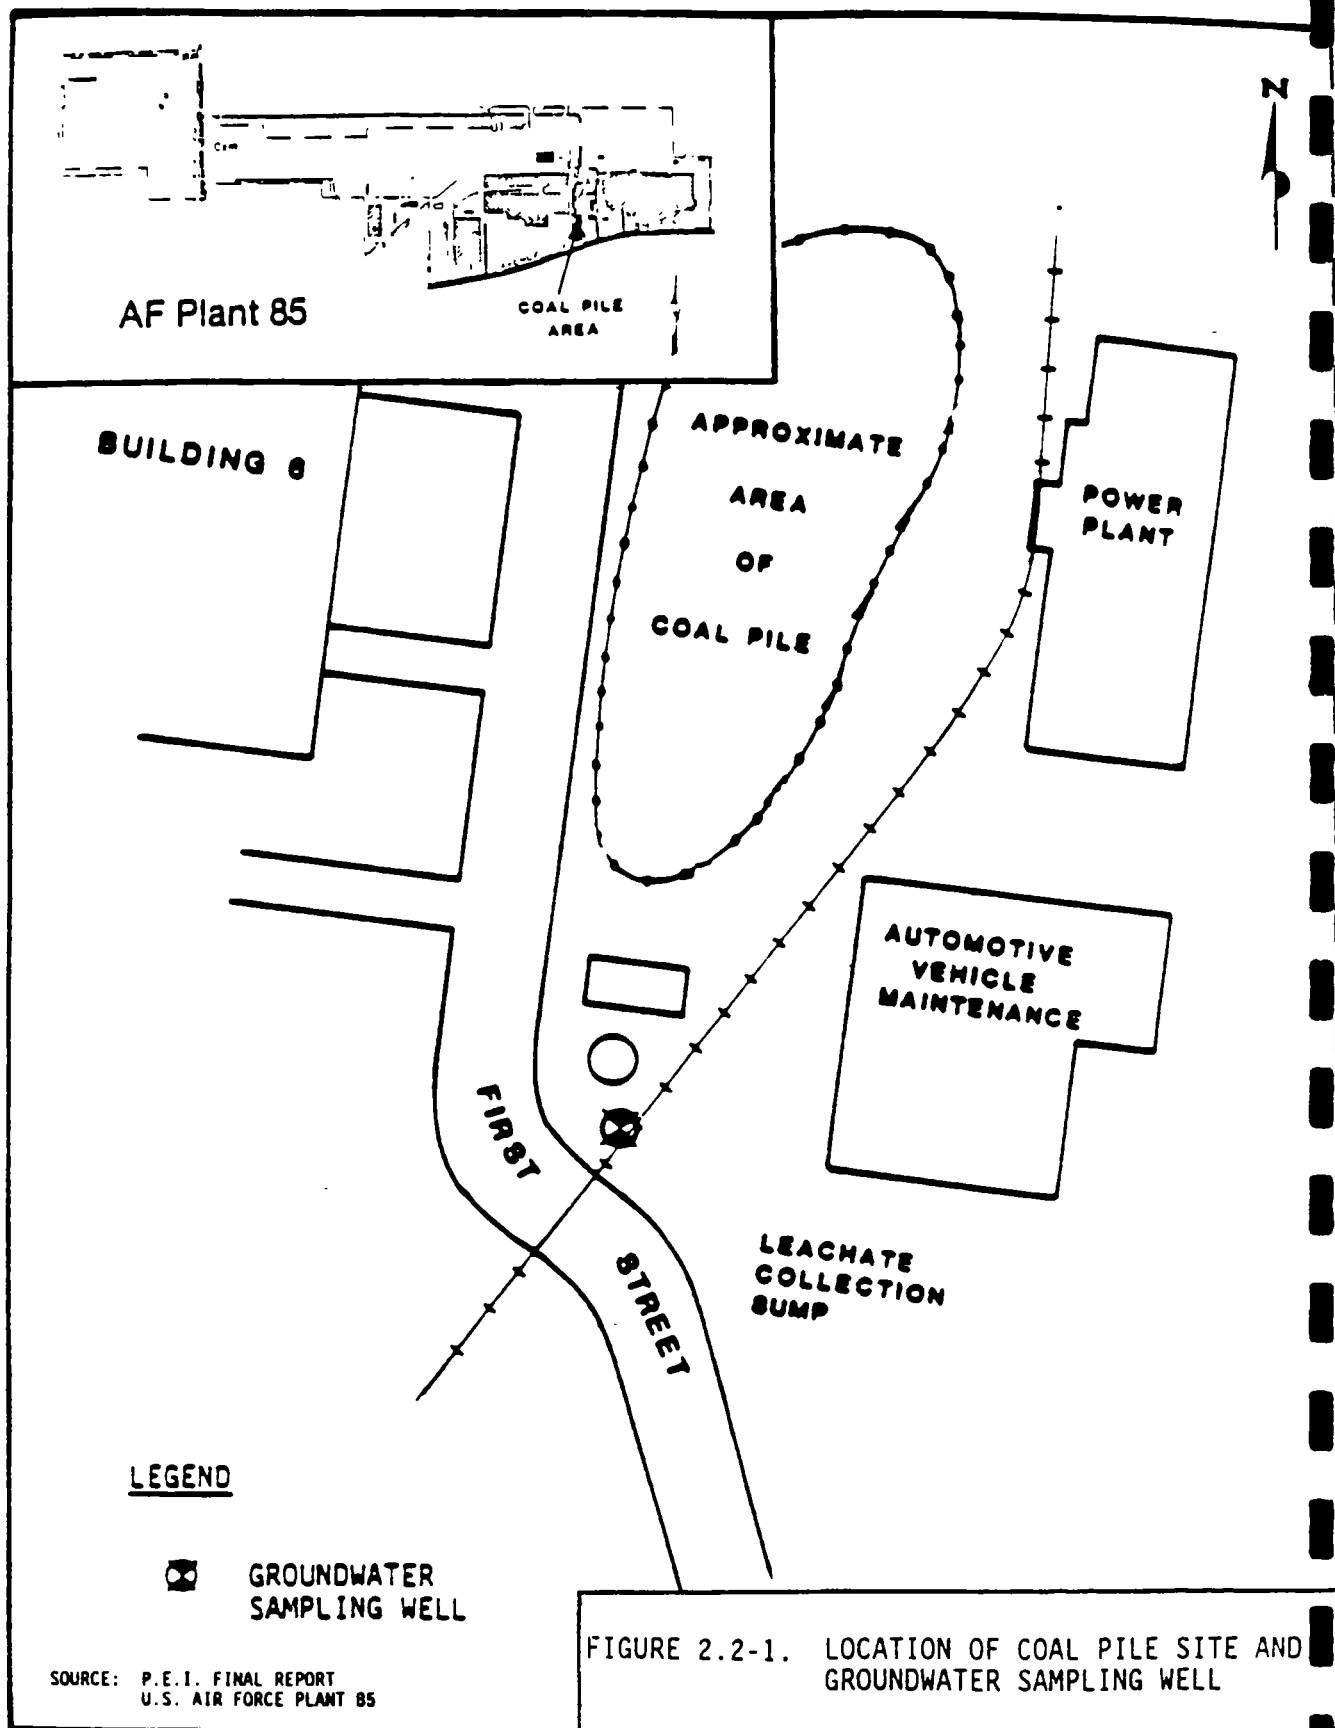 N
AF Plant 85
COAL PILE
AREA
BUILDING 6
APPROXIMATE
AREA
OF
COAL PILE
POWER
PLANT
AUTOMOTIVE
VEHICLE
MAINTENANCE
FIRST
STREET
LEACHATE
COLLECTION
SUMP
LEGEND
GROUNDWATER
SAMPLING WELL
SOURCE: P.E.I. FINAL REPORT
U.S. AIR FORCE PLANT 85
FIGURE 2.2-1. LOCATION OF COAL PILE SITE AND
GROUNDWATER SAMPLING WELL